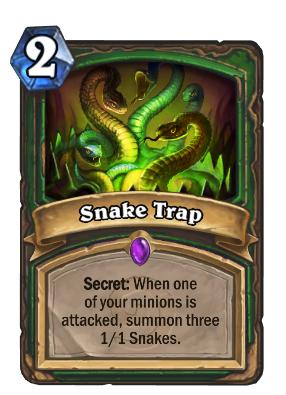 2
Snake Trap
Secret: When one
of your minions is
attacked, summon three
1/1 Snakes.